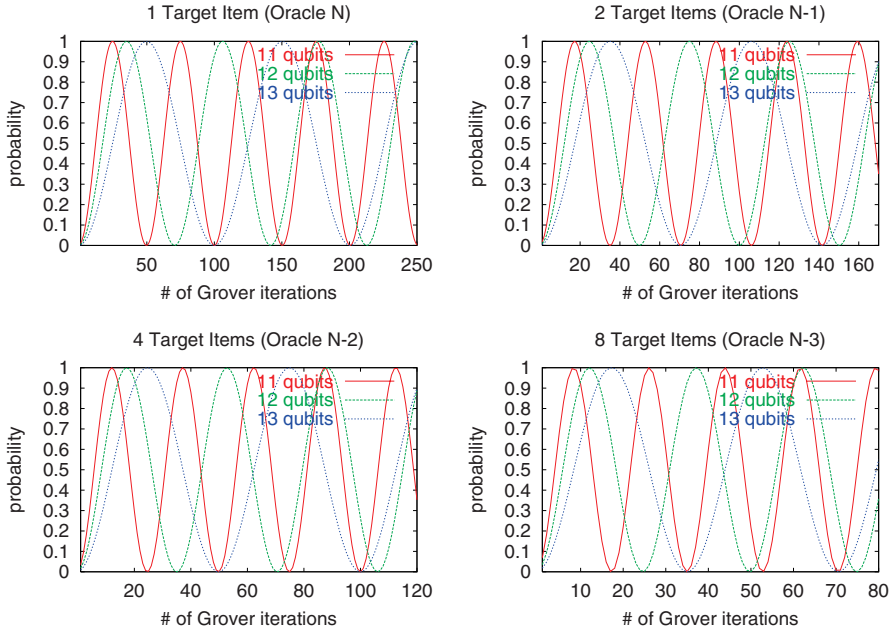 1 Target Item (Oracle N)
1
0.9
0.8
0.7
0.6
0.5
0.4
0.3
0.2
0.1
0
probability
11 qubits
12 qubits
13 qubits
50
100
150
200
250
# of Grover iterations
2 Target Items (Oracle N-1)
1
0.9
0.8
0.7
0.6
0.5
0.4
0.3
0.2
0.1
0
probability
11 qubits
12 qubits
13 qubits
20
40
60
80
100
120
140
160
# of Grover iterations
4 Target Items (Oracle N-2)
1
0.9
0.8
0.7
0.6
0.5
0.4
0.3
0.2
0.1
0
probability
11 qubits
12 qubits
13 qubits
20
40
60
80
100
120
# of Grover iterations
8 Target Items (Oracle N-3)
1
0.9
0.8
0.7
0.6
0.5
0.4
0.3
0.2
0.1
0
probability
11 qubits
12 qubits
13 qubits
10
20
30
40
50
60
70
80
# of Grover iterations